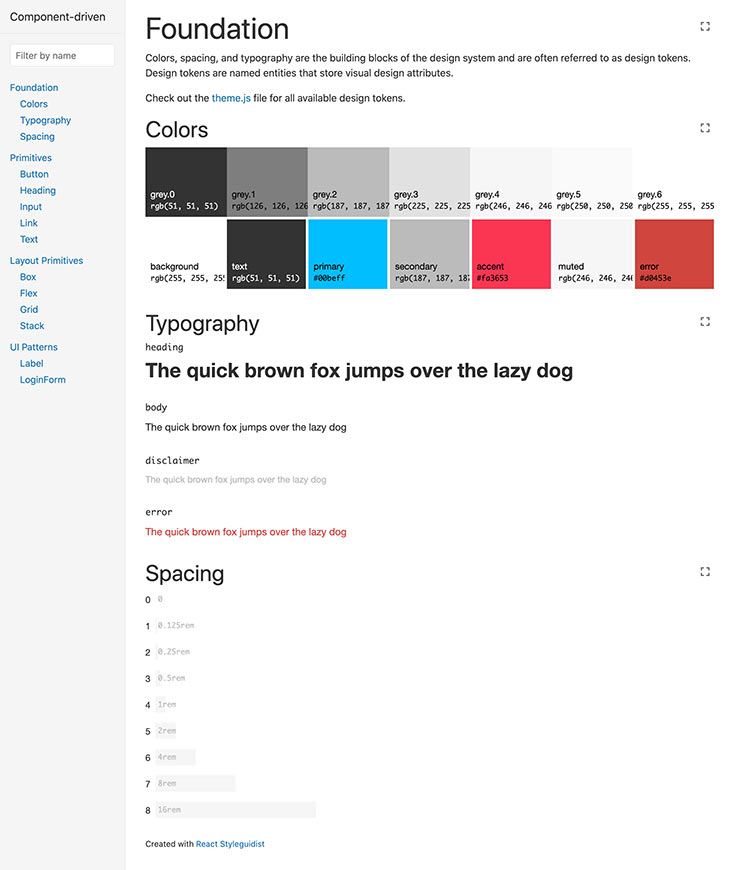 Component-driven
Filter by name
Foundation
Colors
Typography
Spacing
Primitives
Button
Heading
Input
Link
Text
Layout Primitives
Box
Flex
Grid
Stack
UI Patterns
Label
LoginForm
Foundation
Colors, spacing, and typography are the building blocks of the design system and are often referred to as design tokens.
Design tokens are named entities that store visual design attributes.
Check out the theme.js file for all available design tokens.
Colors
grey.0 grey.1 grey.2 grey.3 grey.4 grey.5 grey.6
rgb(51, 51, 51) rgb(126, 126, 126 rgb(187, 187, 187 rgb(225, 225, 225 rgb(246, 246, 246 rgb(250, 250, 250 rgb(255, 255, 255
background text primary secondary accent muted error
rgb(255, 255, 255 rgb(51, 51, 51) #00beff rgb(187, 187, 187 #fa3653 rgb(246, 246, 246 #d0453e
Typography
heading
The quick brown fox jumps over the lazy dog
body
The quick brown fox jumps over the lazy dog
disclaimer
The quick brown fox jumps over the lazy dog
error
The quick brown fox jumps over the lazy dog
Spacing
0 0
1 0.125rem
2 0.25rem
3 0.5rem
4 1rem
5 2rem
6 4rem
7 8rem
8 16rem
Created with React Styleguidist